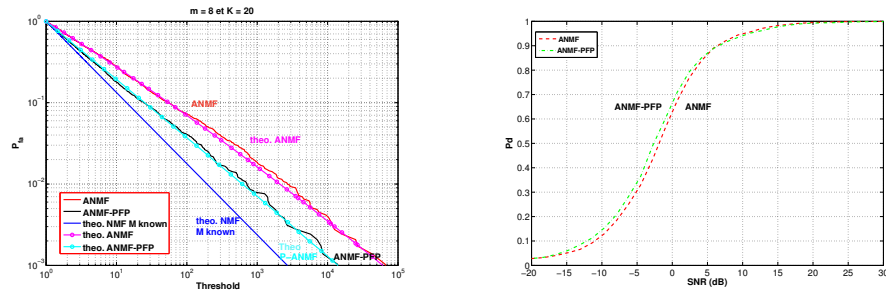 m = 8 et K = 20
10^0
10^-1
10^-2
10^-3
P_fa
10^0 10^1 10^2 10^3 10^4 10^5
Threshold
ANMF
theo. ANMF
theo. NMF
M known
Theo
P-ANMF
ANMF-PFP
ANMF
ANMF-PFP
theo. NMF M known
theo. ANMF
theo. ANMF-PFP
1
0.9
0.8
0.7
0.6
0.5
0.4
0.3
0.2
0.1
0
Pd
-20 -15 -10 -5 0 5 10 15 20 25 30
SNR (dB)
ANMF
ANMF-PFP
ANMF-PFP
ANMF